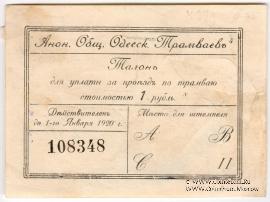 Анон. Общ. Одесск. Трамваевъ
Талонъ
для уплаты за проѣздъ по трамваю
стоимостью 1 рубль.
Дѣйствителенъ
до 1-го Января 1920 г.
Мѣсто для штемпеля
108348
A B
C